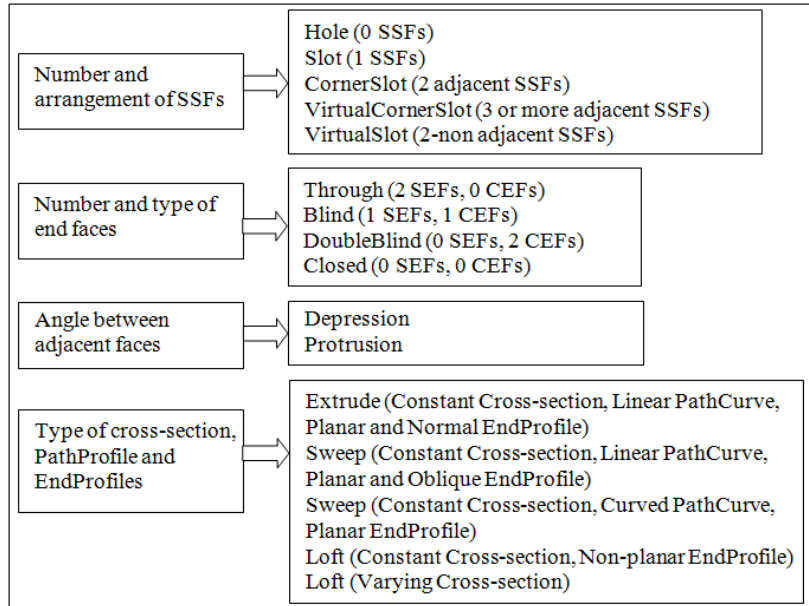 Number and
arrangement of SSFs
Hole (0 SSFs)
Slot (1 SSFs)
CornerSlot (2 adjacent SSFs)
VirtualCornerSlot (3 or more adjacent SSFs)
VirtualSlot (2-non adjacent SSFs)
Number and type of
end faces
Through (2 SEFs, 0 CEFs)
Blind (1 SEFs, 1 CEFs)
DoubleBlind (0 SEFs, 2 CEFs)
Closed (0 SEFs, 0 CEFs)
Angle between
adjacent faces
Depression
Protrusion
Type of cross-section,
PathProfile and
EndProfiles
Extrude (Constant Cross-section, Linear PathCurve,
Planar and Normal EndProfile)
Sweep (Constant Cross-section, Linear PathCurve,
Planar and Oblique EndProfile)
Sweep (Constant Cross-section, Curved PathCurve,
Planar EndProfile)
Loft (Constant Cross-section, Non-planar EndProfile)
Loft (Varying Cross-section)